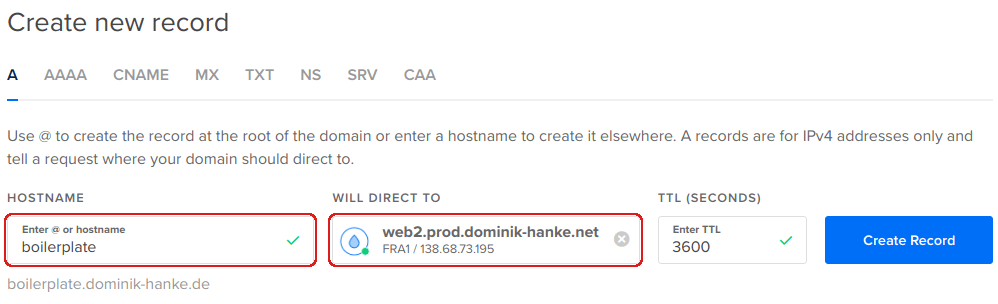 Create new record
A AAAA CNAME MX TXT NS SRV CAA
Use @ to create the record at the root of the domain or enter a hostname to create it elsewhere. A records are for IPv4 addresses only and
tell a request where your domain should direct to.
HOSTNAME WILL DIRECT TO TTL (SECONDS)
Enter @ or hostname
boilerplate
web2.prod.dominik-hanke.net
FRA1 / 138.68.73.195
Enter TTL
3600
Create Record
boilerplate.dominik-hanke.de